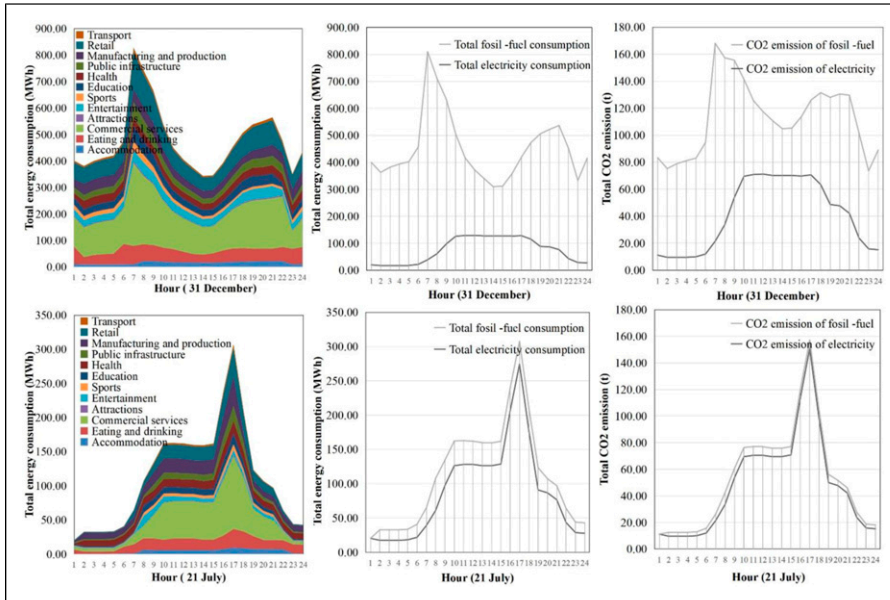 900.00
800.00
700.00
600.00
500.00
400.00
300.00
200.00
100.00
0.00
Total energy consumption (MWh)
Transport
Retail
Manufacturing and production
Public infrastructure
Health
Education
Sports
Entertainment
Attractions
Commercial services
Eating and drinking
Accommodation
1 2 3 4 5 6 7 8 9 10 11 12 13 14 15 16 17 18 19 20 21 22 23 24
Hour ( 31 December)
900.00
800.00
700.00
600.00
500.00
400.00
300.00
200.00
100.00
0.00
Total energy consumption (MWh)
Total fosil -fucl consumption
Total electricity consumption
1 2 3 4 5 6 7 8 9 10 11 12 13 14 15 16 17 18 19 20 21 22 23 24
Hour (31 December)
180.00
160.00
140.00
120.00
100.00
80.00
60.00
40.00
20.00
0.00
Total CO2 emission (t)
CO2 emission of fosil -fuel
CO2 emission of electricity
1 2 3 4 5 6 7 8 9 10 11 12 13 14 15 16 17 18 19 20 21 22 23 24
Hour (31 December)
350.00
300.00
250.00
200.00
150.00
100.00
50.00
0.00
Total energy consumption (MWh)
Transport
Retail
Manufacturing and production
Public infrastructure
Health
Education
Sports
Entertainment
Attractions
Commercial services
Eating and drinking
Accommodation
1 2 3 4 5 6 7 8 9 10 11 12 13 14 15 16 17 18 19 20 21 22 23 24
Hour ( 21 July)
350.00
300.00
250.00
200.00
150.00
100.00
50.00
0.00
Total energy consumption (MWh)
Total fosil -fuel consumption
Total electricity consumption
1 2 3 4 5 6 7 8 9 10 11 12 13 14 15 16 17 18 19 20 21 22 23 24
Hour (21 July)
180.00
160.00
140.00
120.00
100.00
80.00
60.00
40.00
20.00
0.00
Total CO2 emission (t)
CO2 emission of fosil -fuel
CO2 emission of electricity
1 2 3 4 5 6 7 8 9 10 11 12 13 14 15 16 17 18 19 20 21 22 23 24
Hour (21 July)